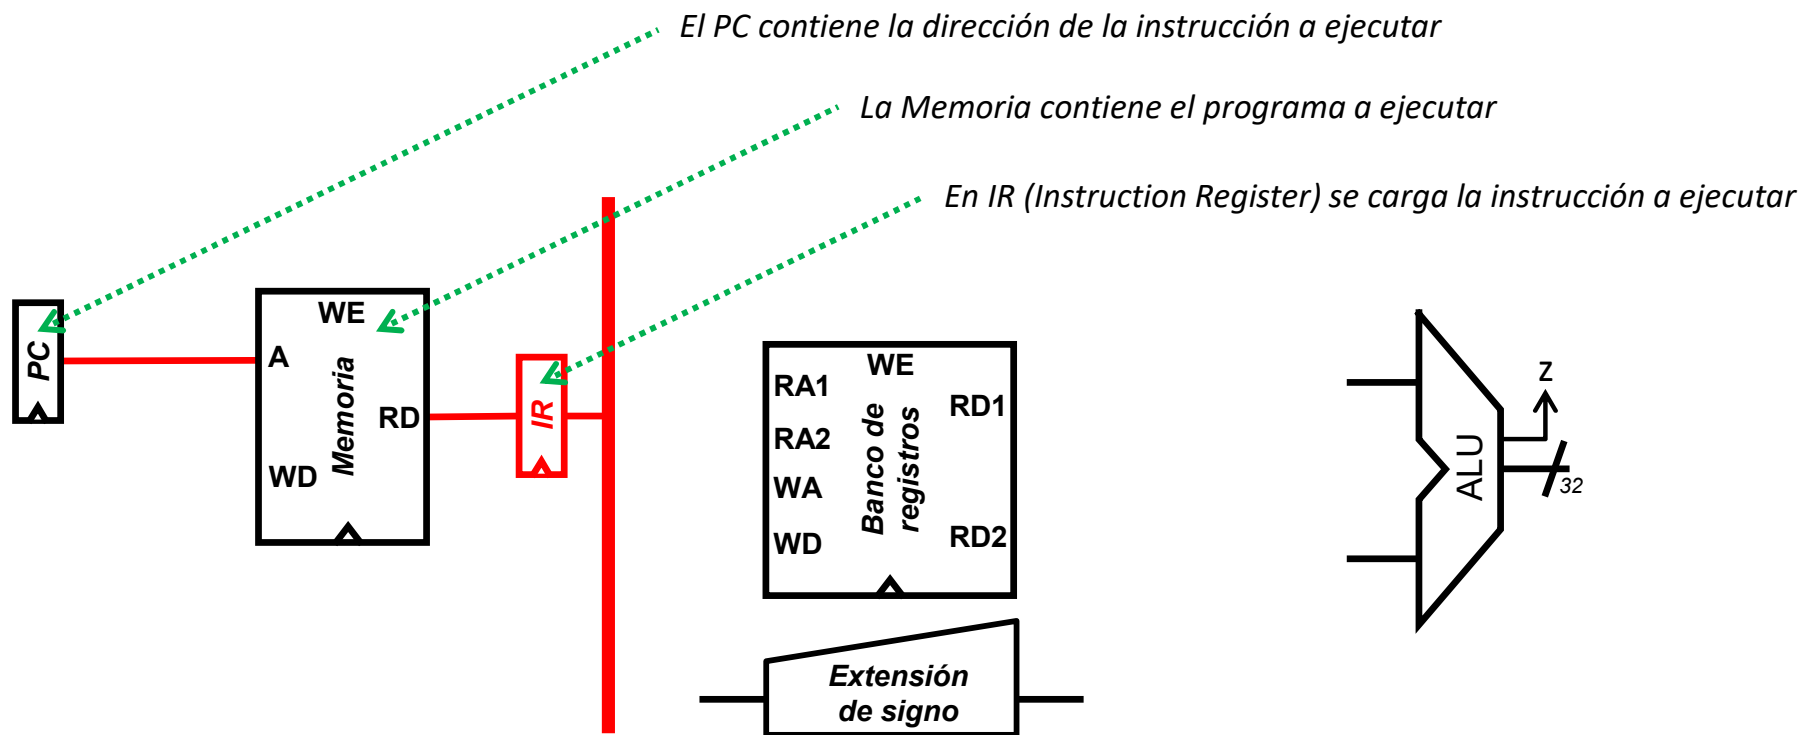 El PC contiene la dirección de la instrucción a ejecutar
La Memoria contiene el programa a ejecutar
En IR (Instruction Register) se carga la instrucción a ejecutar
PC
WE
A
RD
WD
Memoria
IR
WE
RA1
RA2
WA
WD
RD1
RD2
Banco de
registros
Extensión
de signo
ALU
Z
32